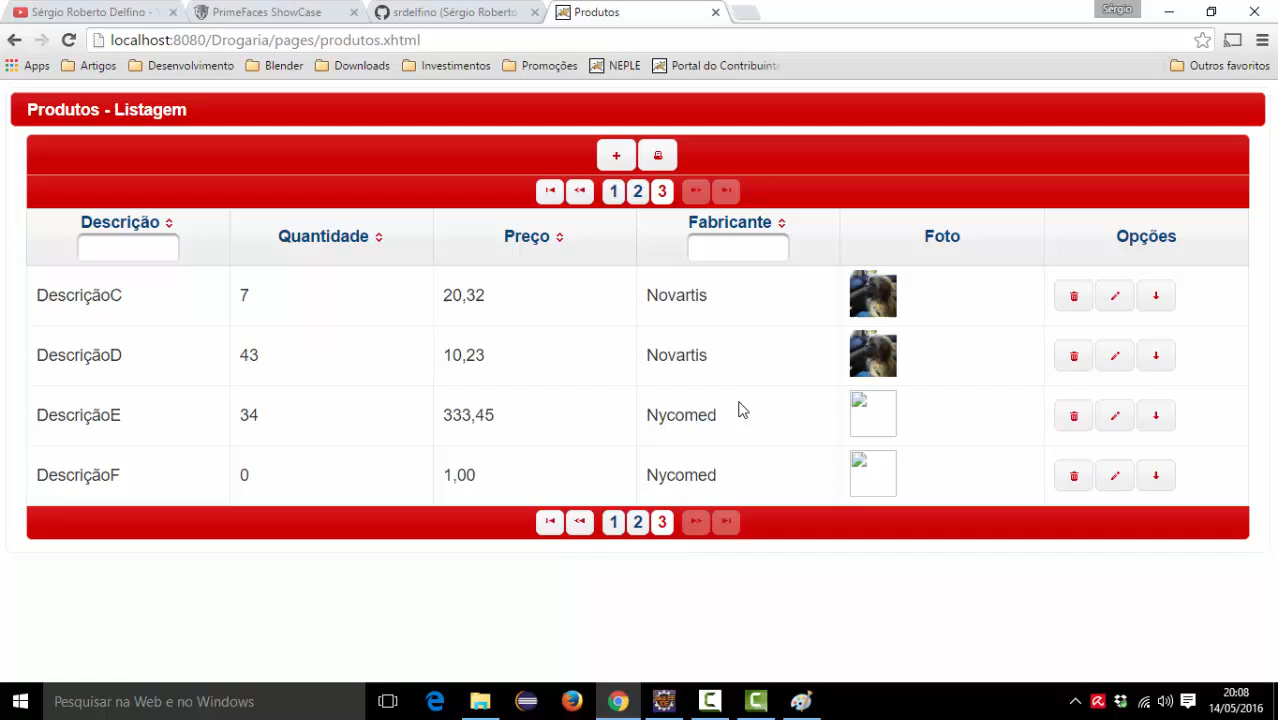 Sérgio Roberto Delfino -
PrimeFaces ShowCase
srdelfino (Sérgio Roberto
Produtos
Sérgio
localhost:8080/Drogaria/pages/produtos.xhtml
Apps Artigos Desenvolvimento Blender Downloads Investimentos Promoções NEPLE Portal do Contribuint Outros favoritos
Produtos - Listagem
1 2 3
Descrição Quantidade Preço Fabricante Foto Opções
DescriçãoC 7 20,32 Novartis
DescriçãoD 43 10,23 Novartis
DescriçãoE 34 333,45 Nycomed
DescriçãoF 0 1,00 Nycomed
1 2 3
Pesquisar na Web e no Windows
20:08
14/05/2016